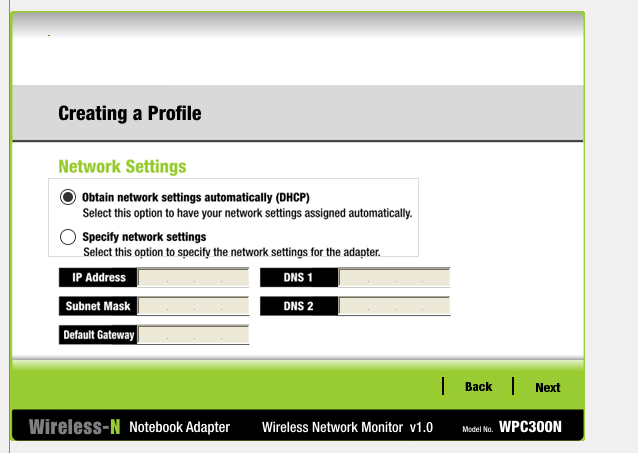 Creating a Profile
Network Settings
Obtain network settings automatically (DHCP)
Select this option to have your network settings assigned automatically.
Specify network settings
Select this option to specify the network settings for the adapter.
IP Address . . . DNS 1 . . .
Subnet Mask . . . DNS 2 . . .
Default Gateway . . .
Back Next
Wireless-N Notebook Adapter Wireless Network Monitor v1.0 Model No. WPC300N